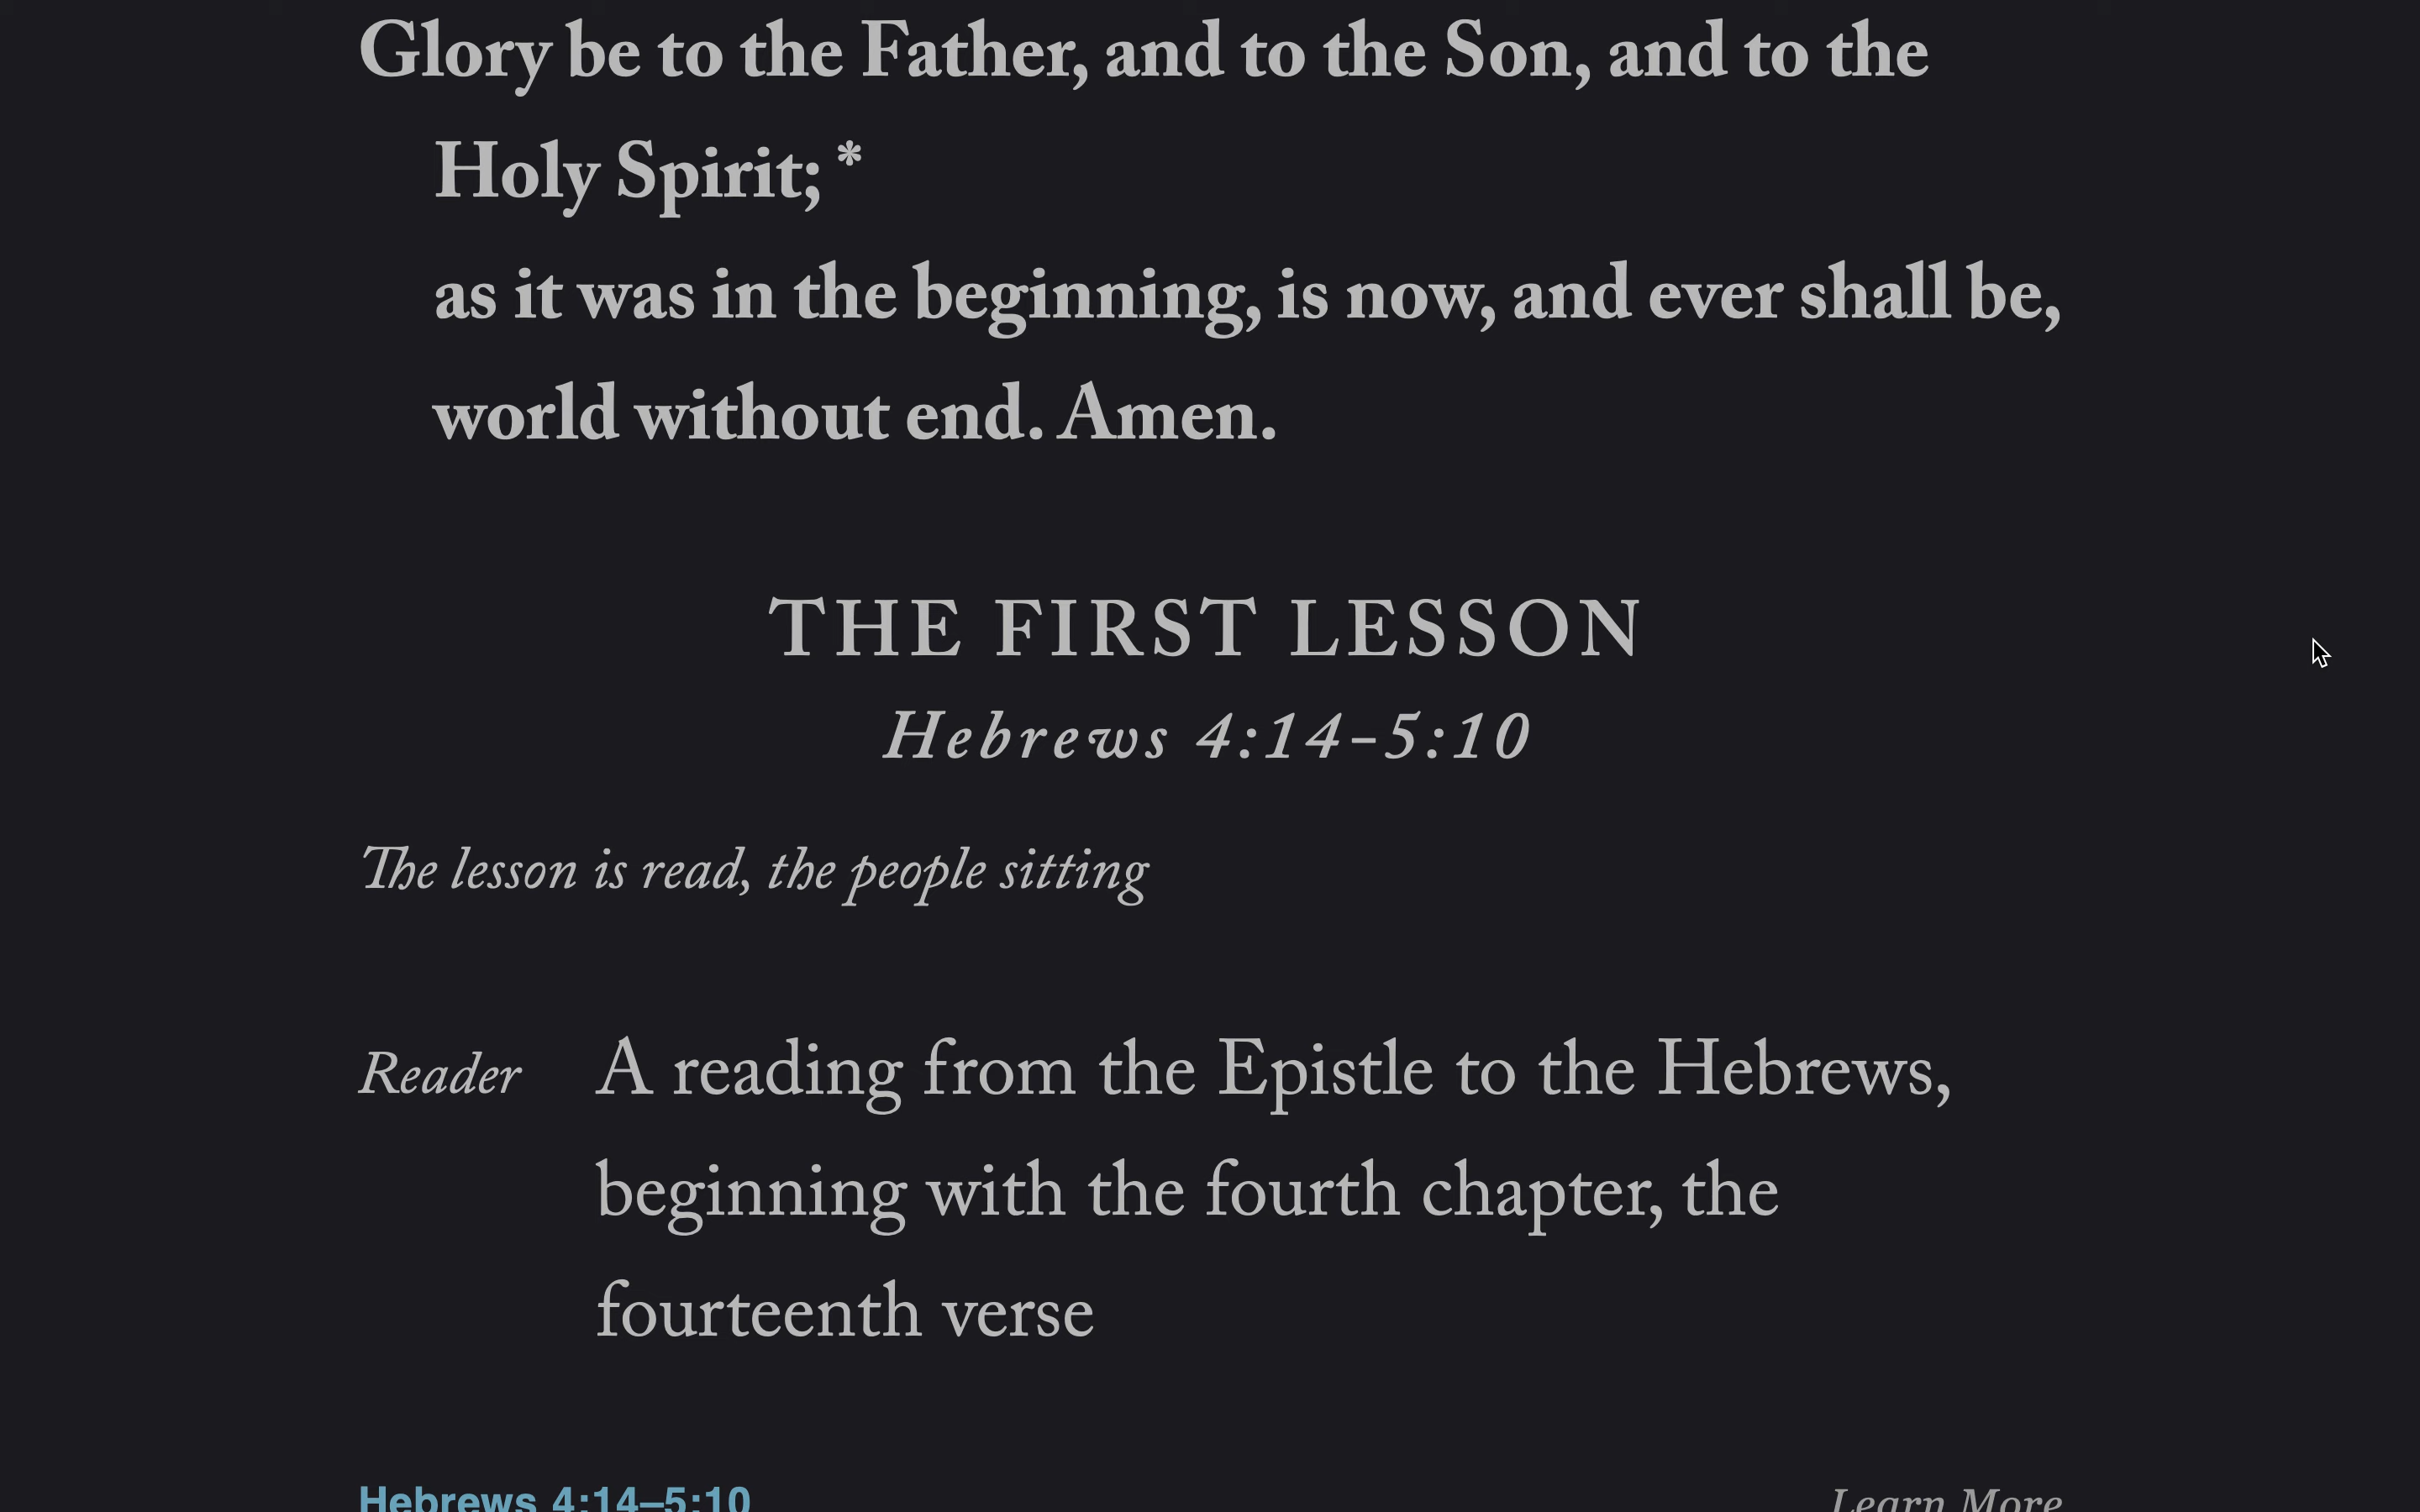 Glory be to the Father, and to the Son, and to the
Holy Spirit;*
as it was in the beginning, is now, and ever shall be,
world without end. Amen.
THE FIRST LESSON
Hebrews 4:14–5:10
The lesson is read, the people sitting
Reader A reading from the Epistle to the Hebrews,
beginning with the fourth chapter, the
fourteenth verse
Hebrews 4:14–5:10 Learn More